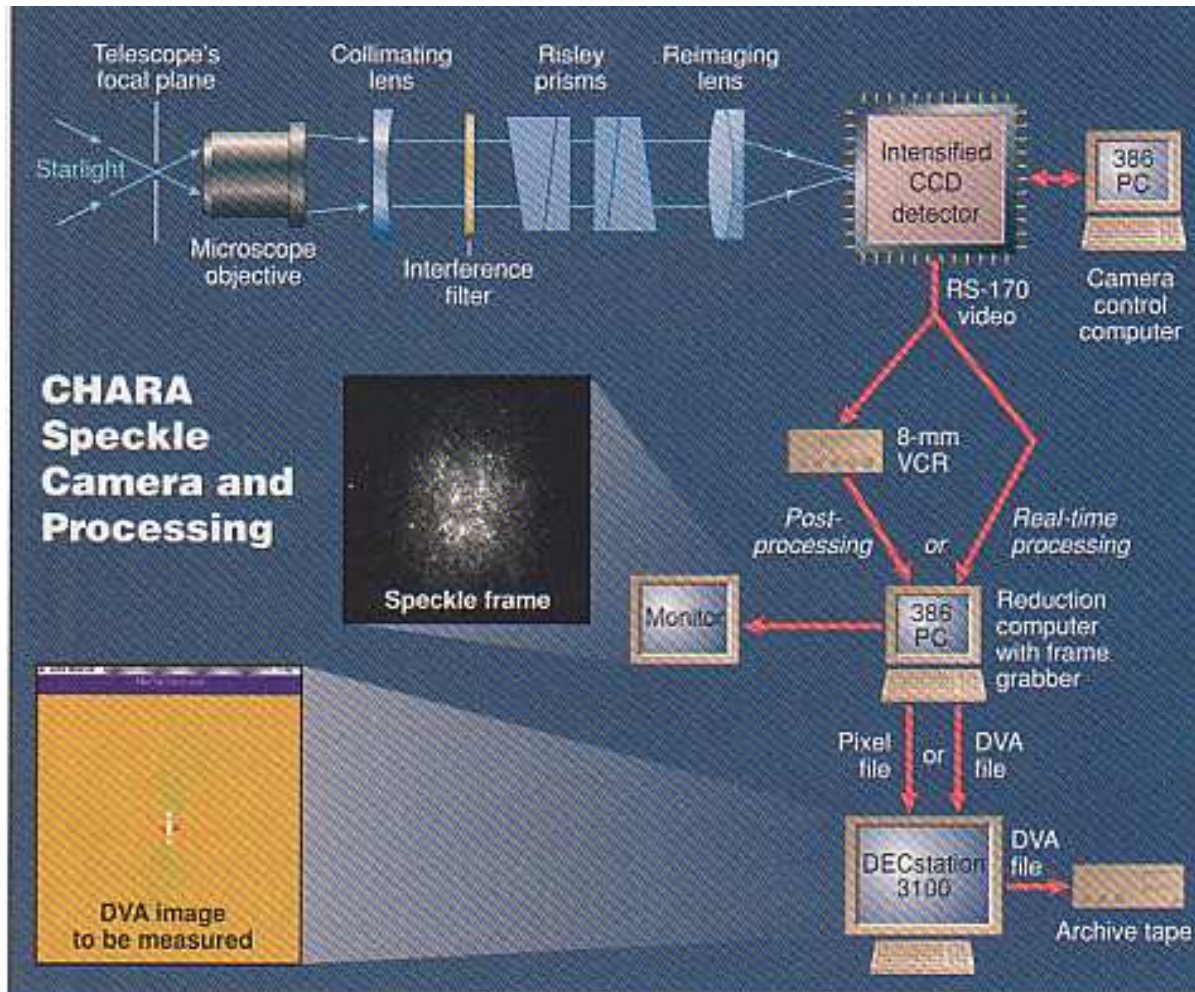 Telescope's
focal plane
Collimating
lens
Risley
prisms
Reimaging
lens
Starlight
Microscope
objective
Interference
filter
Intensified
CCD
detector
386
PC
Camera
control
computer
RS-170
video
CHARA
Speckle
Camera and
Processing
Speckle frame
8-mm
VCR
Post-
processing
or
Real-time
processing
Monitor
386
PC
Reduction
computer
with frame
grabber
Pixel
file
or
DVA
file
DECstation
3100
DVA
file
Archive tape
DVA image
to be measured